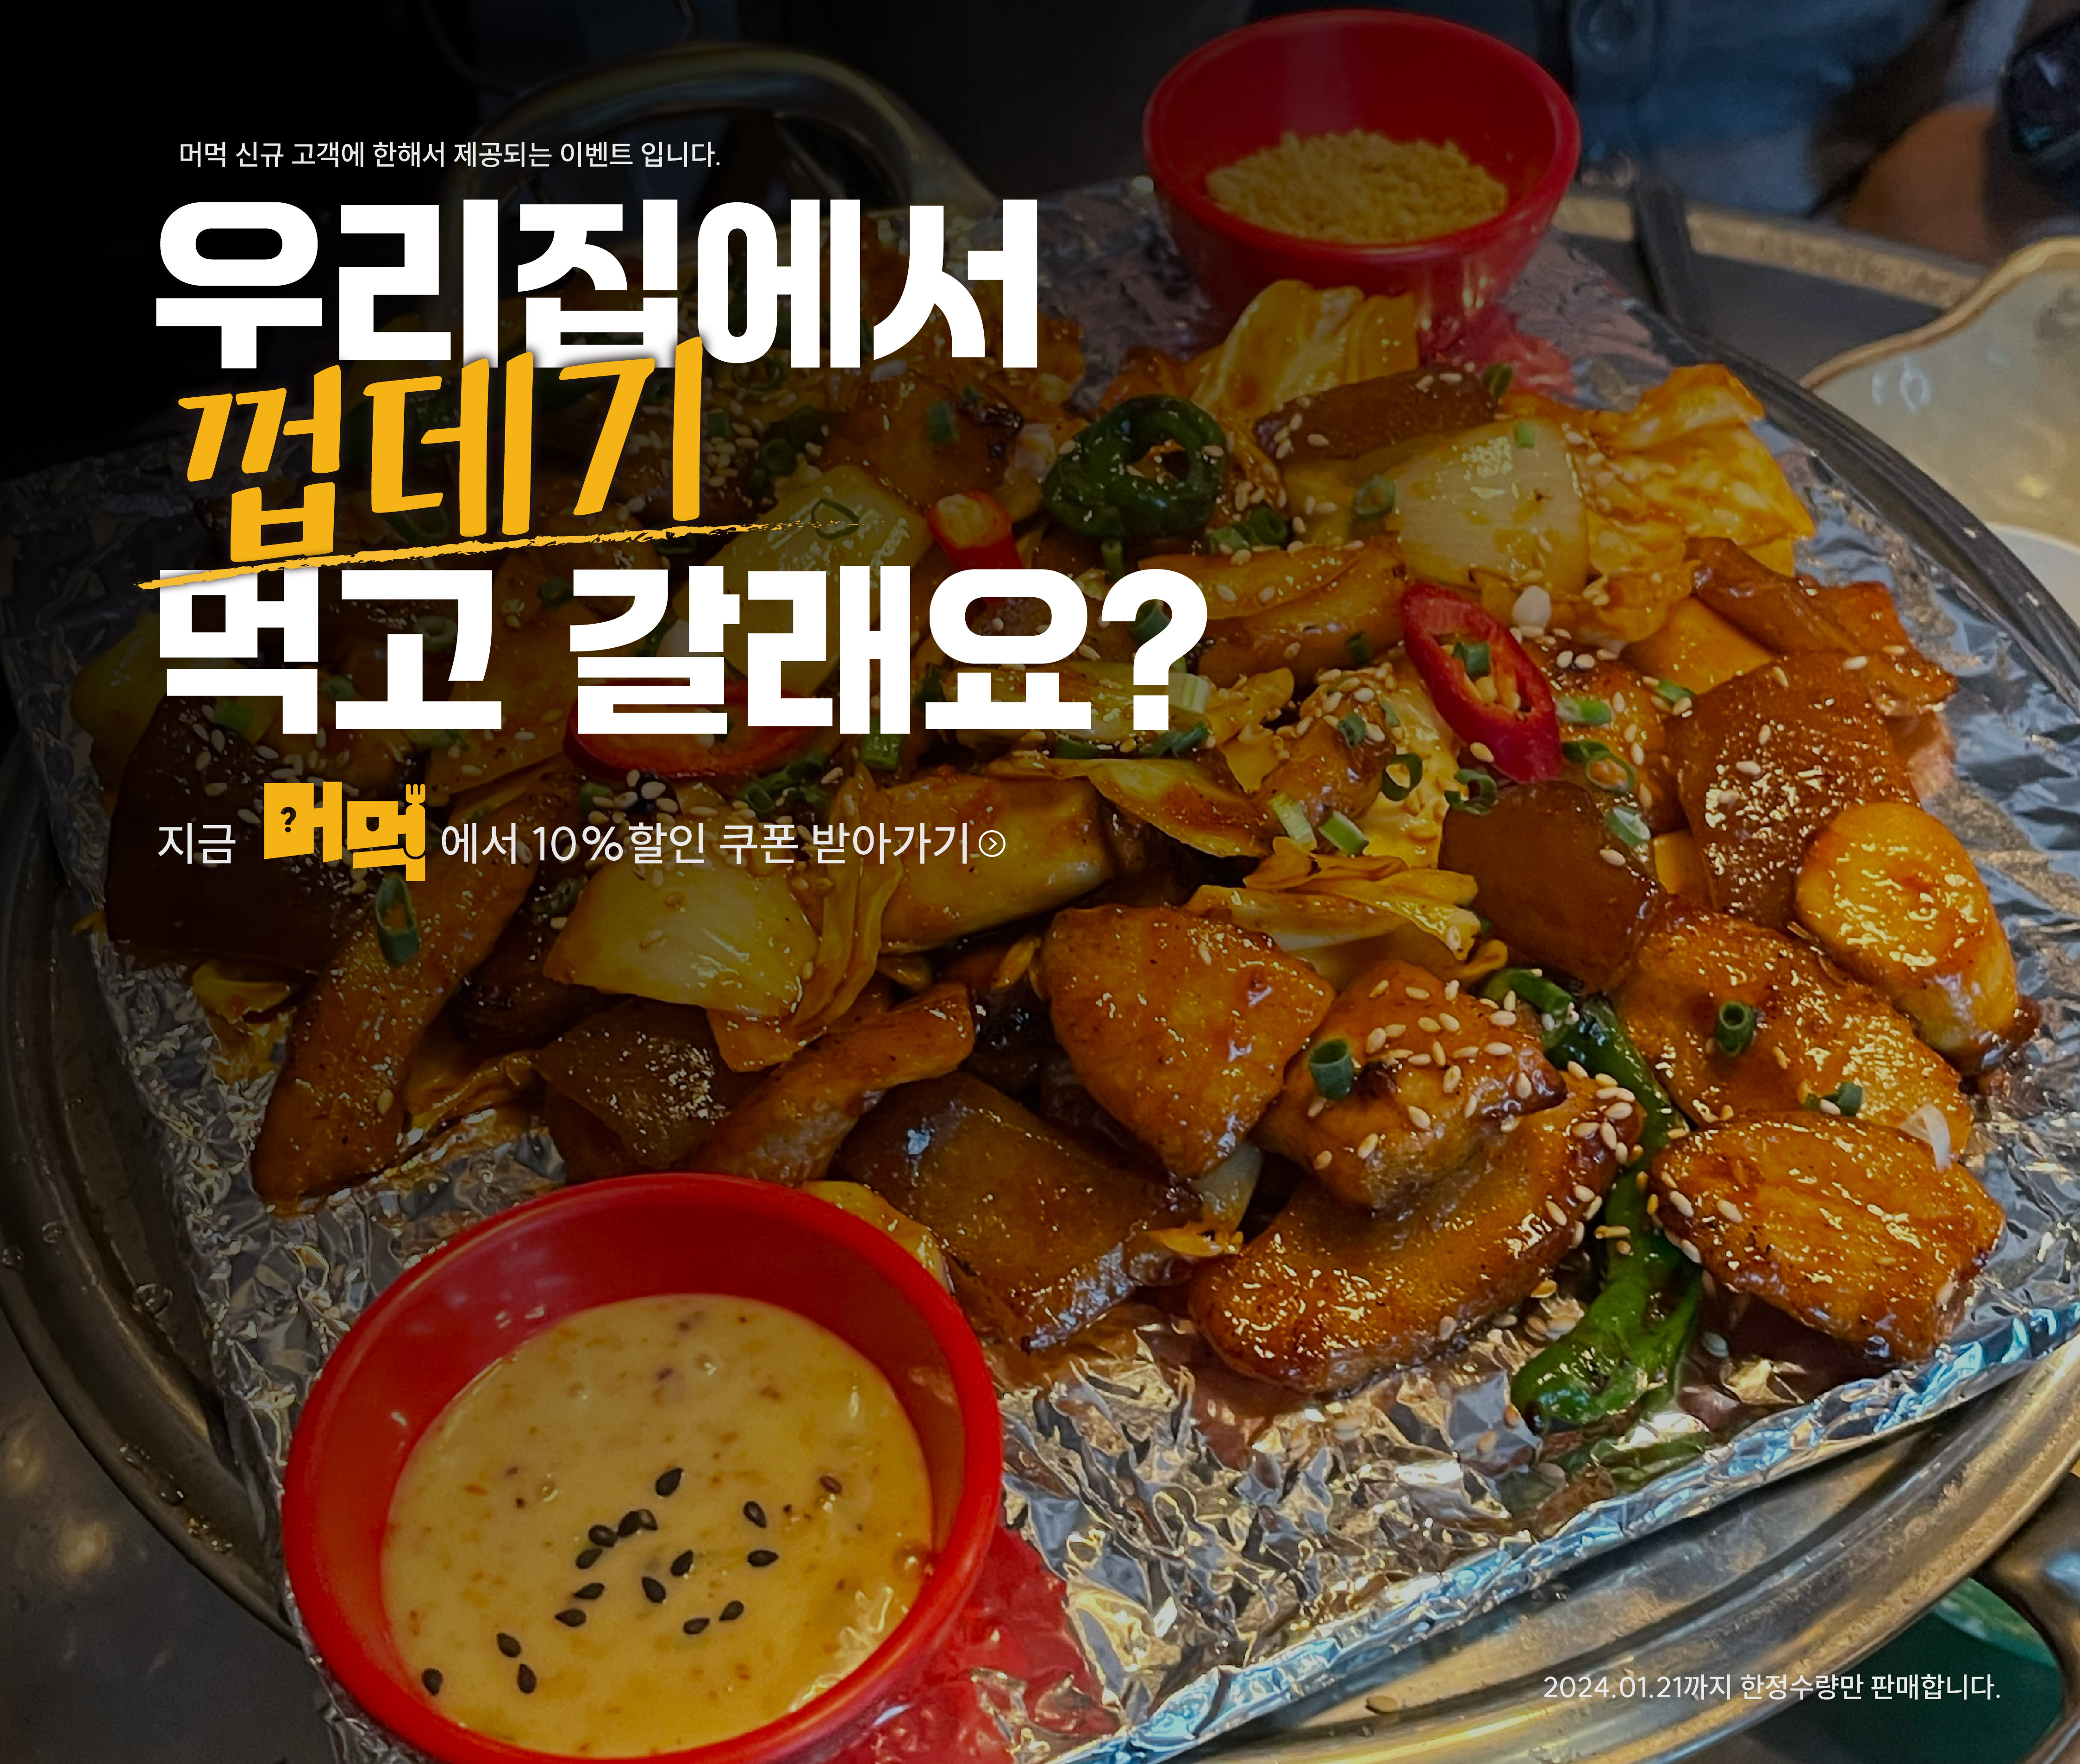 머먹 신규 고객에 한해서 제공되는 이벤트 입니다.
우리집에서
껍데기
먹고 갈래요?
지금 머먹 에서 10%할인 쿠폰 받아가기
2024.01.21까지 한정수량만 판매합니다.